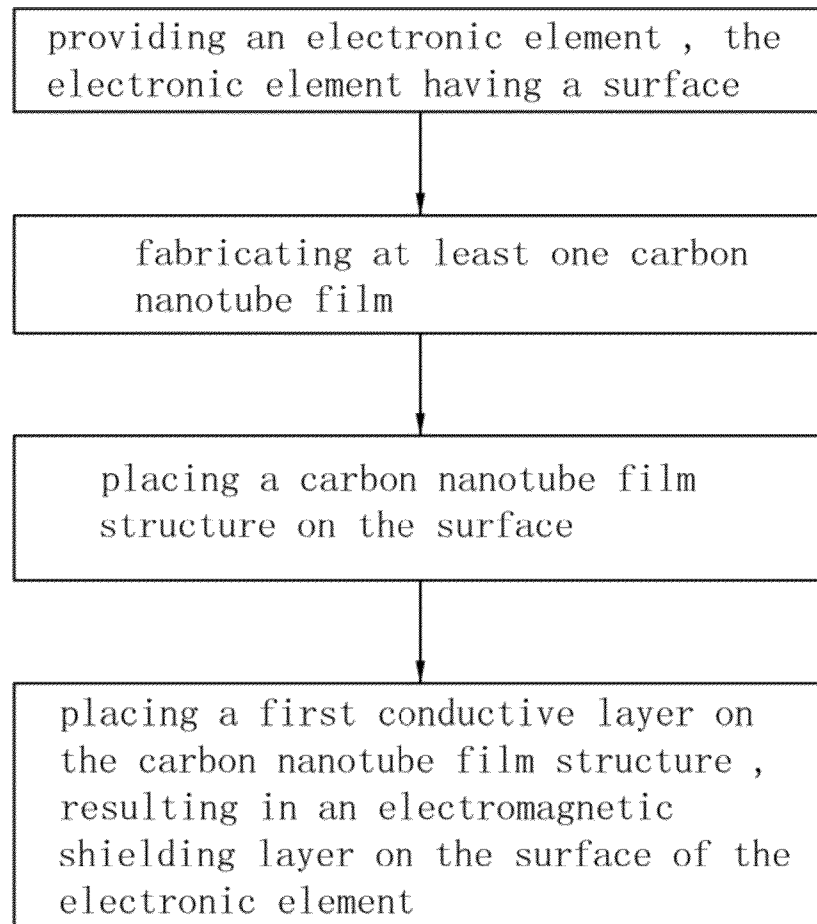 providing an electronic element , the
electronic element having a surface
fabricating at least one carbon
nanotube film
placing a carbon nanotube film
structure on the surface
placing a first conductive layer on
the carbon nanotube film structure ,
resulting in an electromagnetic
shielding layer on the surface of the
electronic element